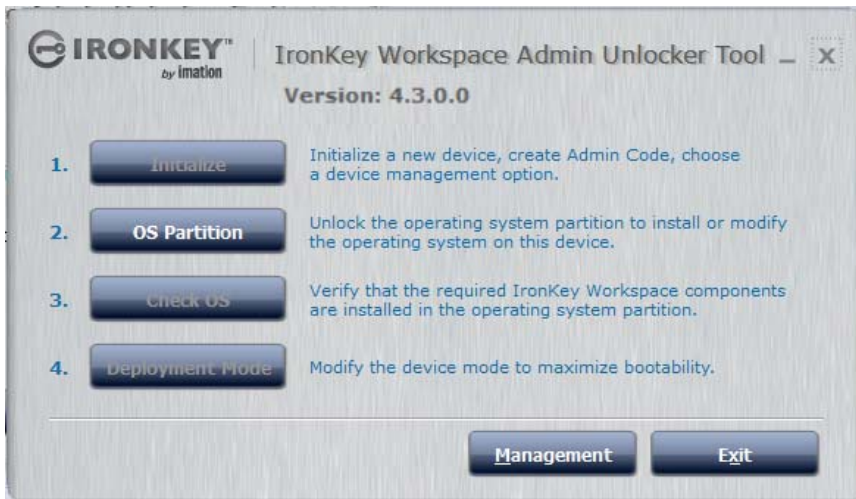 IRONKEY™
by imation
IronKey Workspace Admin Unlocker Tool
Version: 4.3.0.0
1. Initialize
Initialize a new device, create Admin Code, choose
a device management option.
2. OS Partition
Unlock the operating system partition to install or modify
the operating system on this device.
3. Check OS
Verify that the required IronKey Workspace components
are installed in the operating system partition.
4. Deployment Mode
Modify the device mode to maximize bootability.
Management
Exit